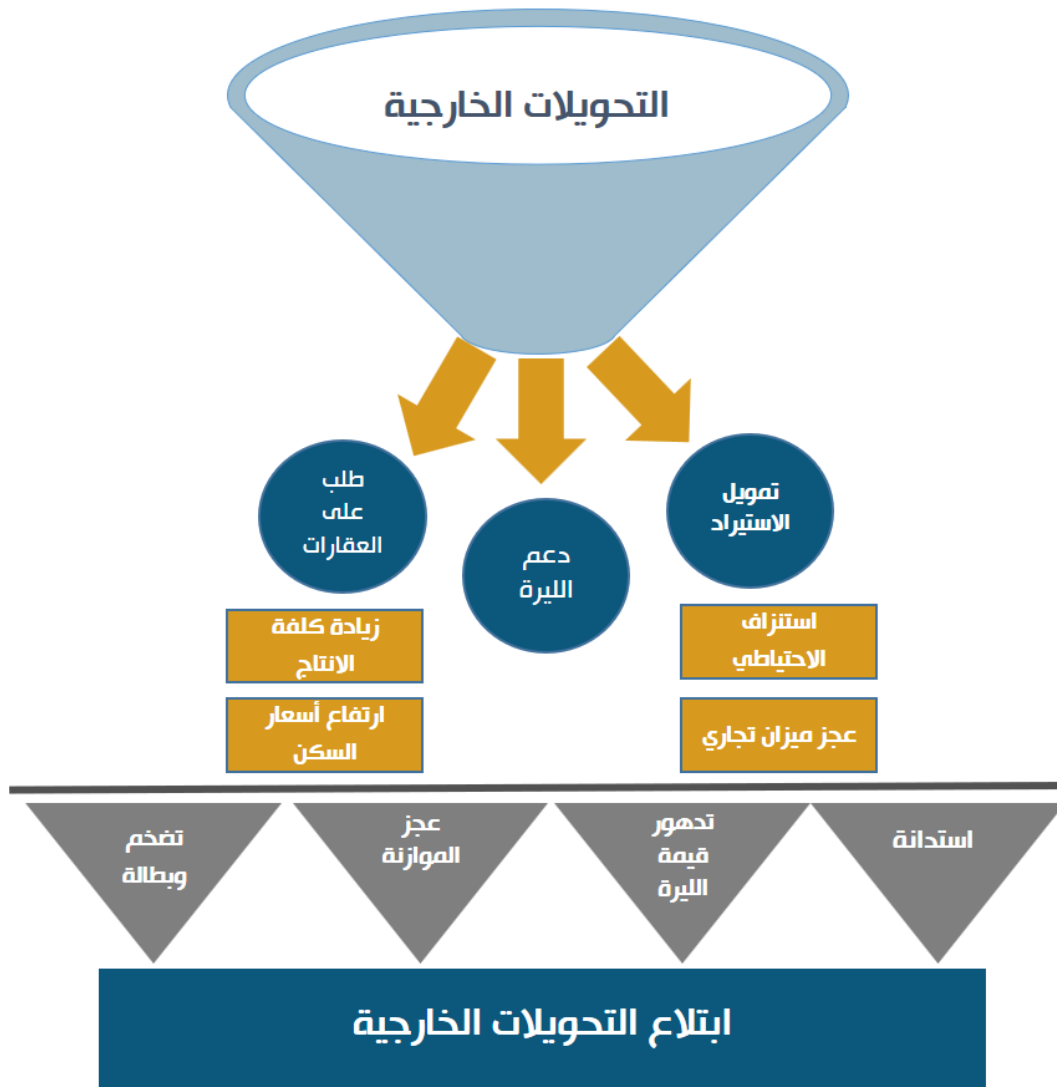 التحويلات الخارجية
تمويل
الاستيراد
دعم
الليرة
طلب
على
العقارات
استنزاف
الاحتياطي
زيادة كلفة
الانتاج
عجز ميزان تجاري
ارتفاع أسعار
السكن
استدانة
تدهور
قيمة
الليرة
عجز
الموازنة
تضخم
وبطالة
ابتلاع التحويلات الخارجية